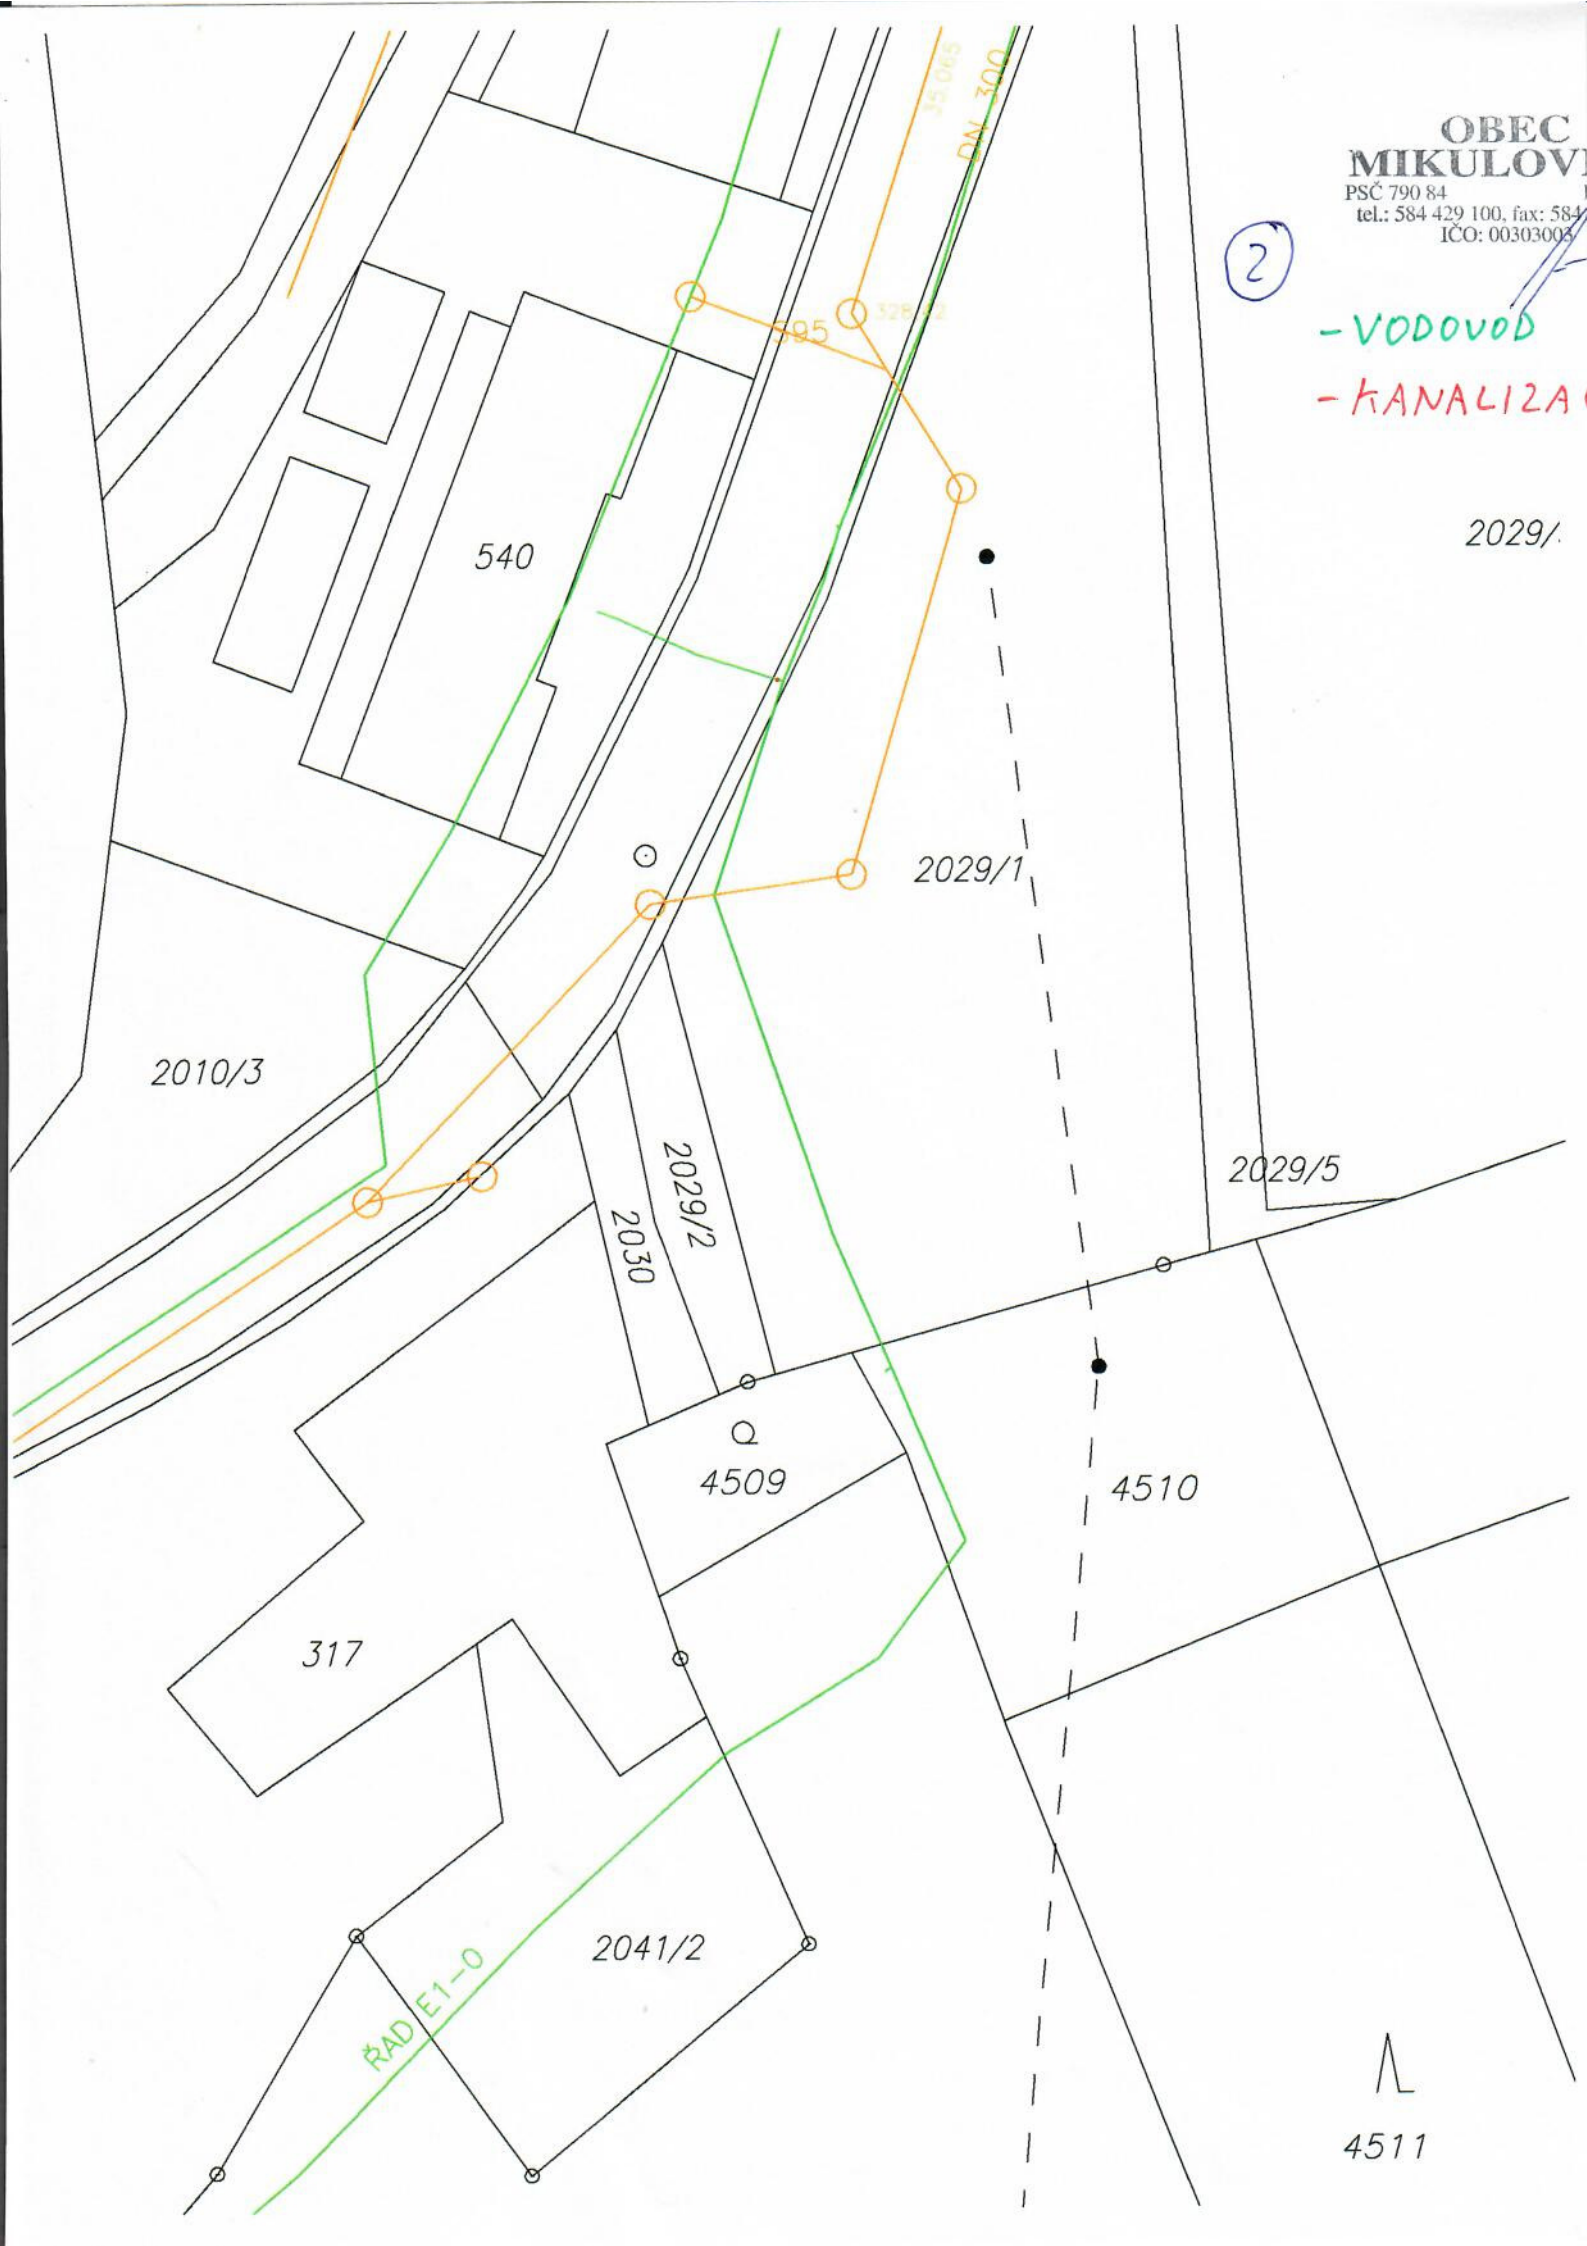 35.065
DN 300
OBEC
MIKULOV
PSČ 790 84
tel.: 584 429 100, fax: 584
IČO: 00303003
2
- VODOVOD
- KANALIZA
595
2029/
540
2029/1
2010/3
2029/5
2029/2
2030
4509
4510
317
2041/2
ŘAD E1-0
4511